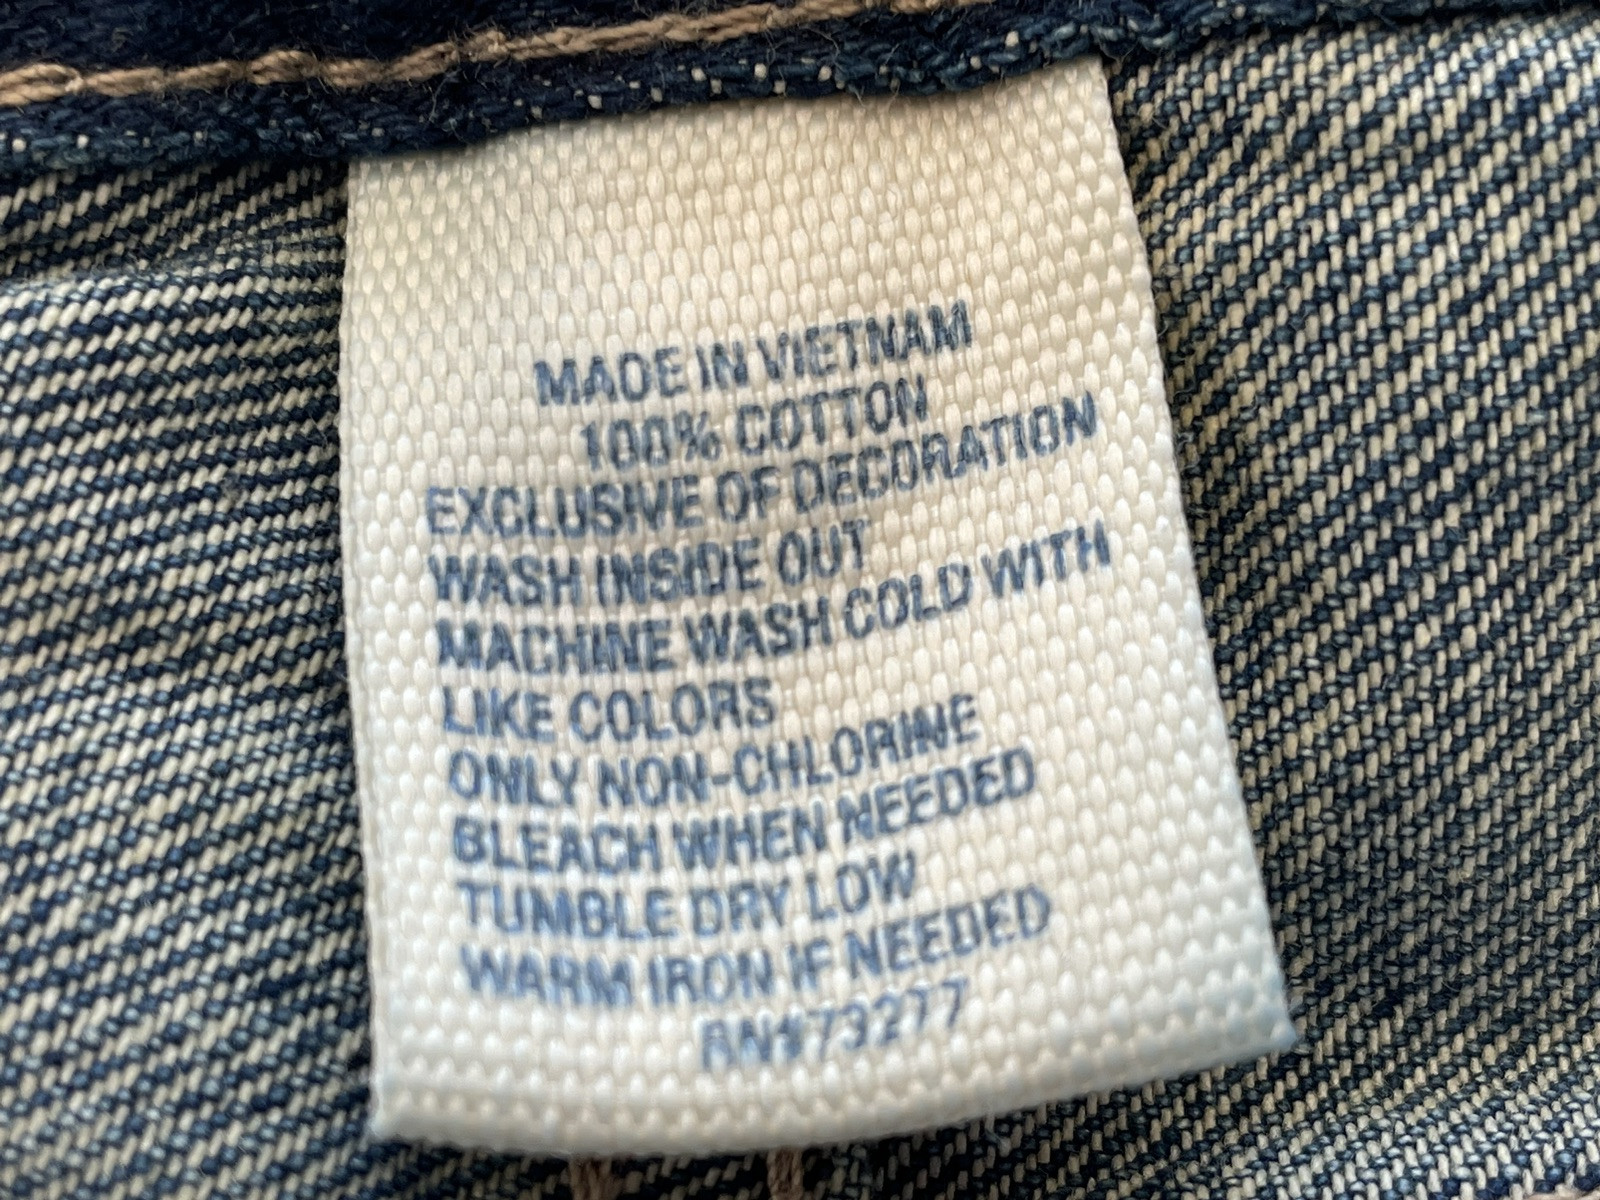 MADE IN VIETNAM
100% COTTON
EXCLUSIVE OF DECORATION
WASH INSIDE OUT
MACHINE WASH COLD WITH
LIKE COLORS
ONLY NON-CHLORINE
BLEACH WHEN NEEDED
TUMBLE DRY LOW
WARM IRON IF NEEDED
RN#73277